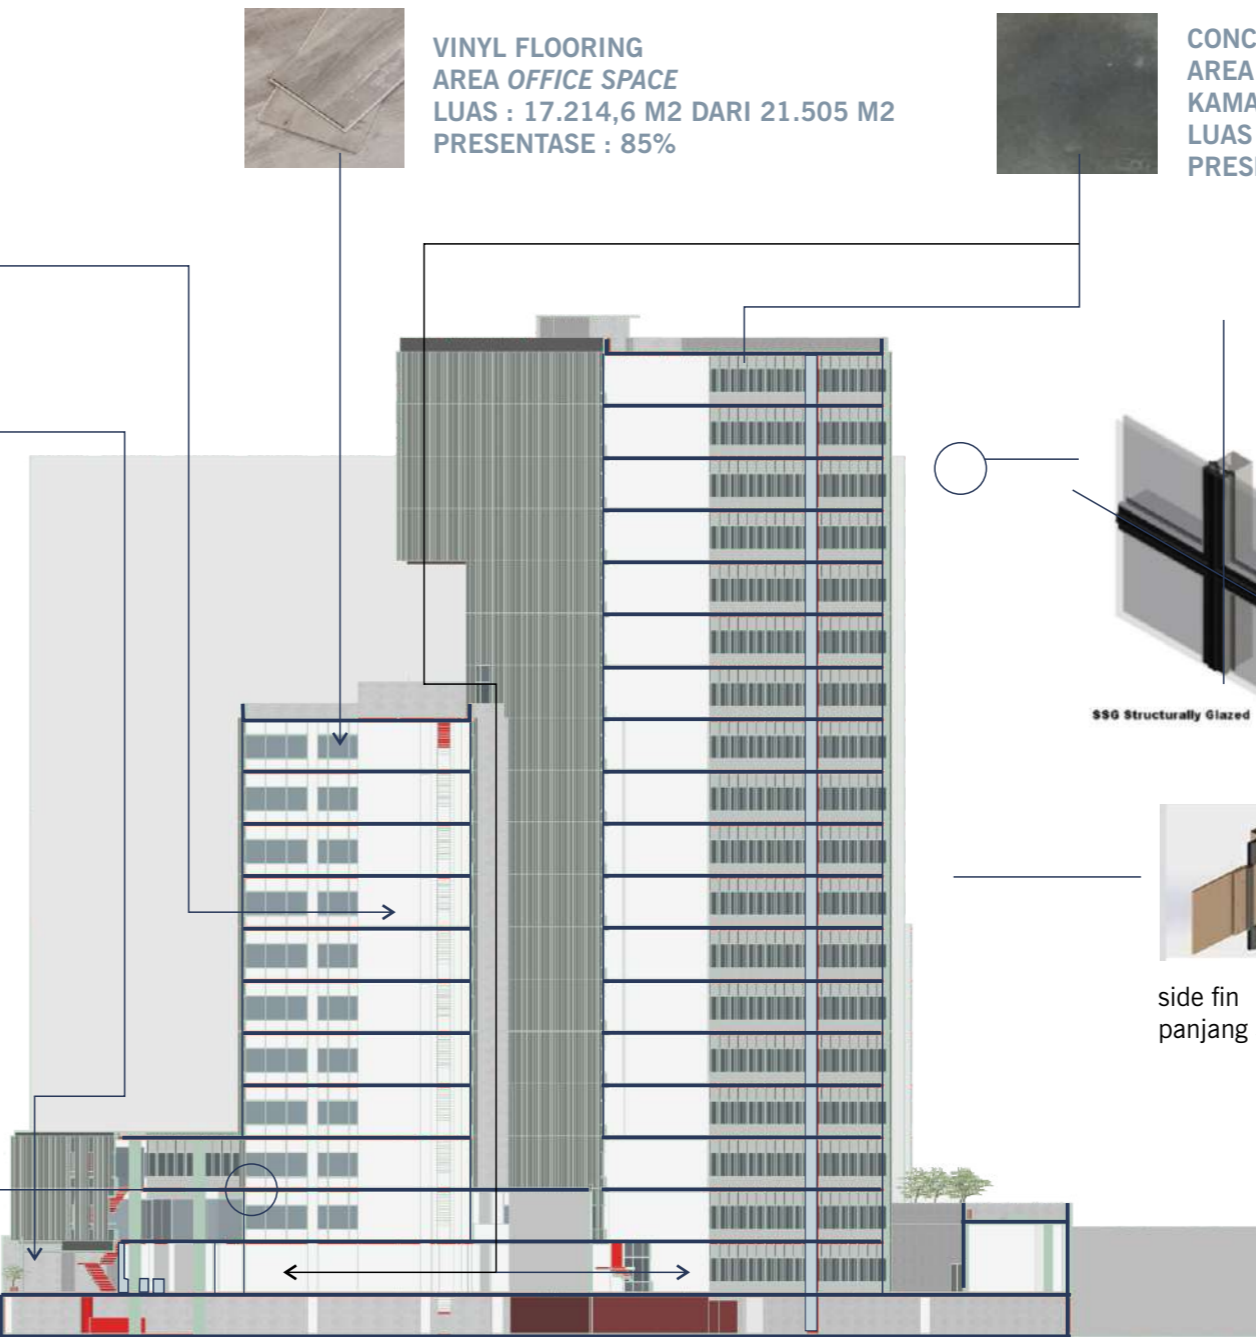 VINYL FLOORING
AREA OFFICE SPACE
LUAS : 17.214,6 M2 DARI 21.505 M2
PRESENTASE : 85%
CONC
AREA
KAMA
LUAS
PRESE
SSG Structurally Glazed
side fin
panjang